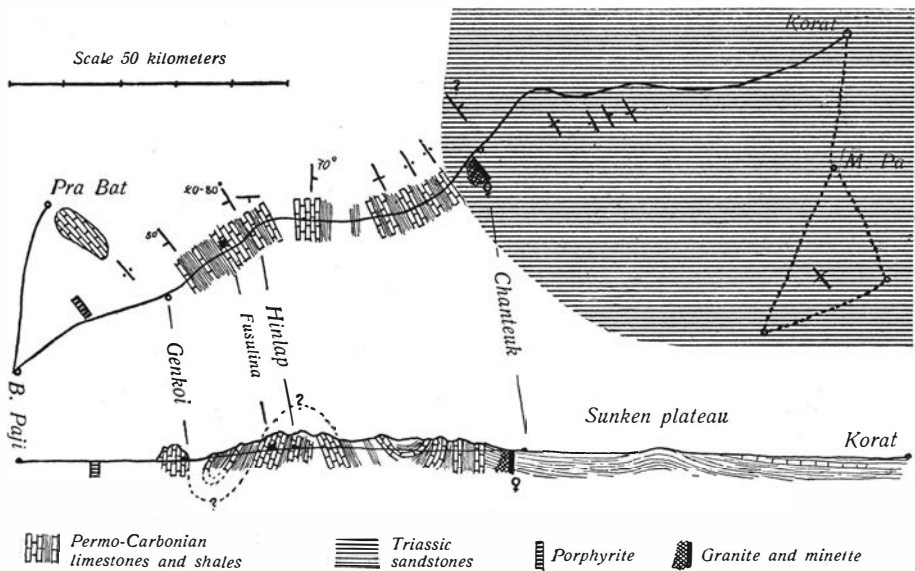 Scale 50 kilometers
Korat
?
M. Pa
70°
20-80°
Pra Bat
50°
Chanteuk
Hinlap
Fusulina
Genkoi
B. Paji
?
Sunken plateau
Korat
?
♀
Permo-Carbonian
limestones and shales
Triassic
sandstones
Porphyrite
Granite and minette